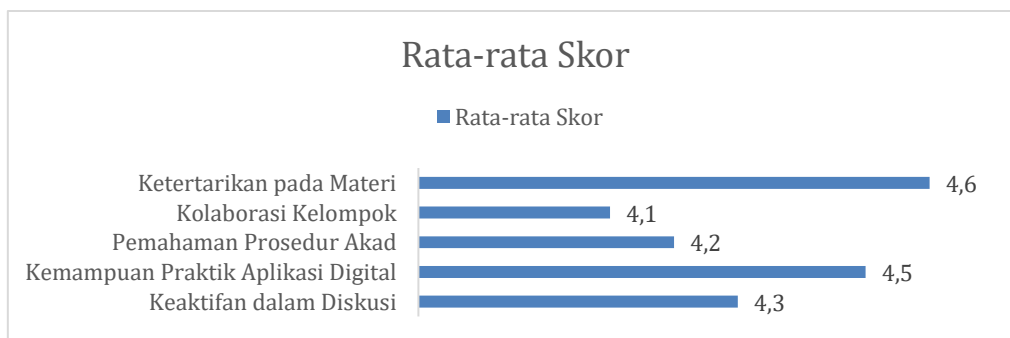 Rata-rata Skor
Rata-rata Skor
Ketertarikan pada Materi 4,6
Kolaborasi Kelompok 4,1
Pemahaman Prosedur Akad 4,2
Kemampuan Praktik Aplikasi Digital 4,5
Keaktifan dalam Diskusi 4,3